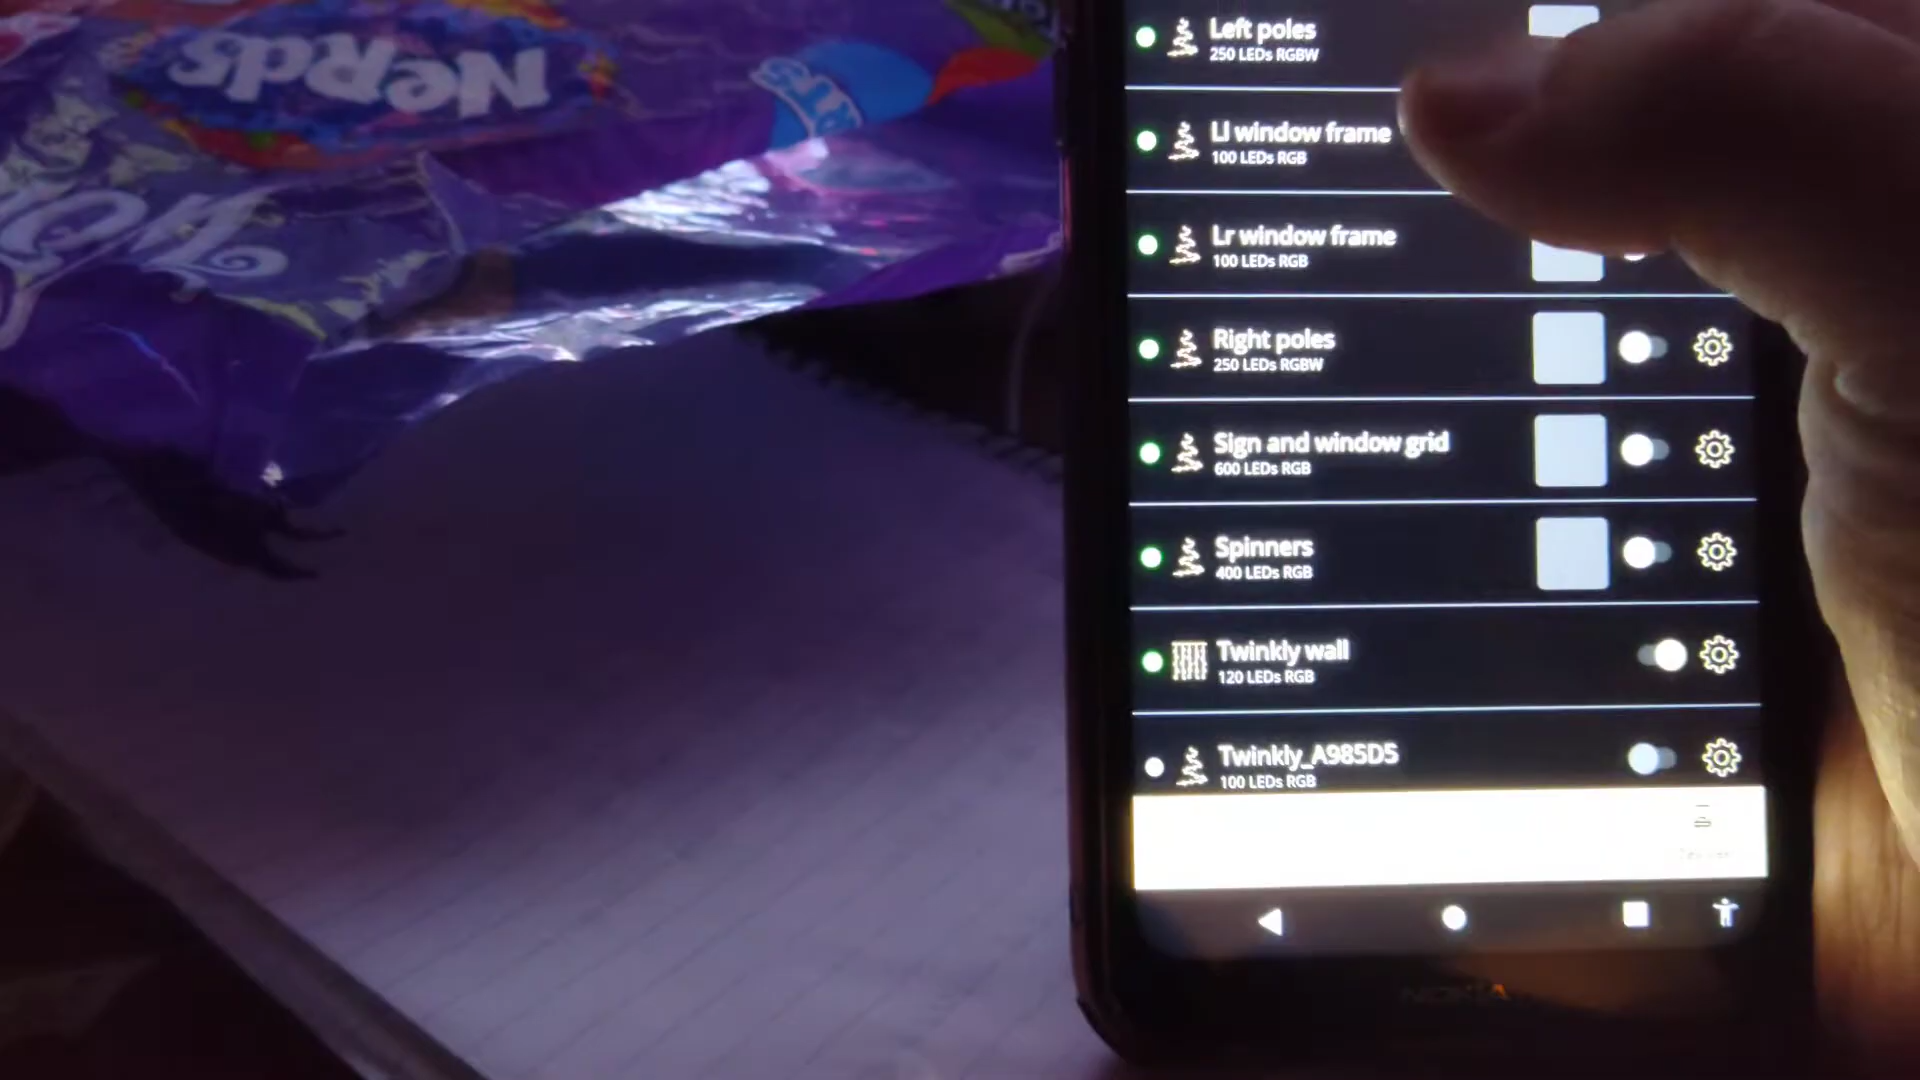 NeRds
Left poles
250 LEDs RGBW
Ll window frame
100 LEDs RGB
Lr window frame
100 LEDs RGB
Right poles
250 LEDs RGBW
Sign and window grid
600 LEDs RGB
Spinners
400 LEDs RGB
Twinkly wall
120 LEDs RGB
Twinkly_A985D5
100 LEDs RGB
NOKIA